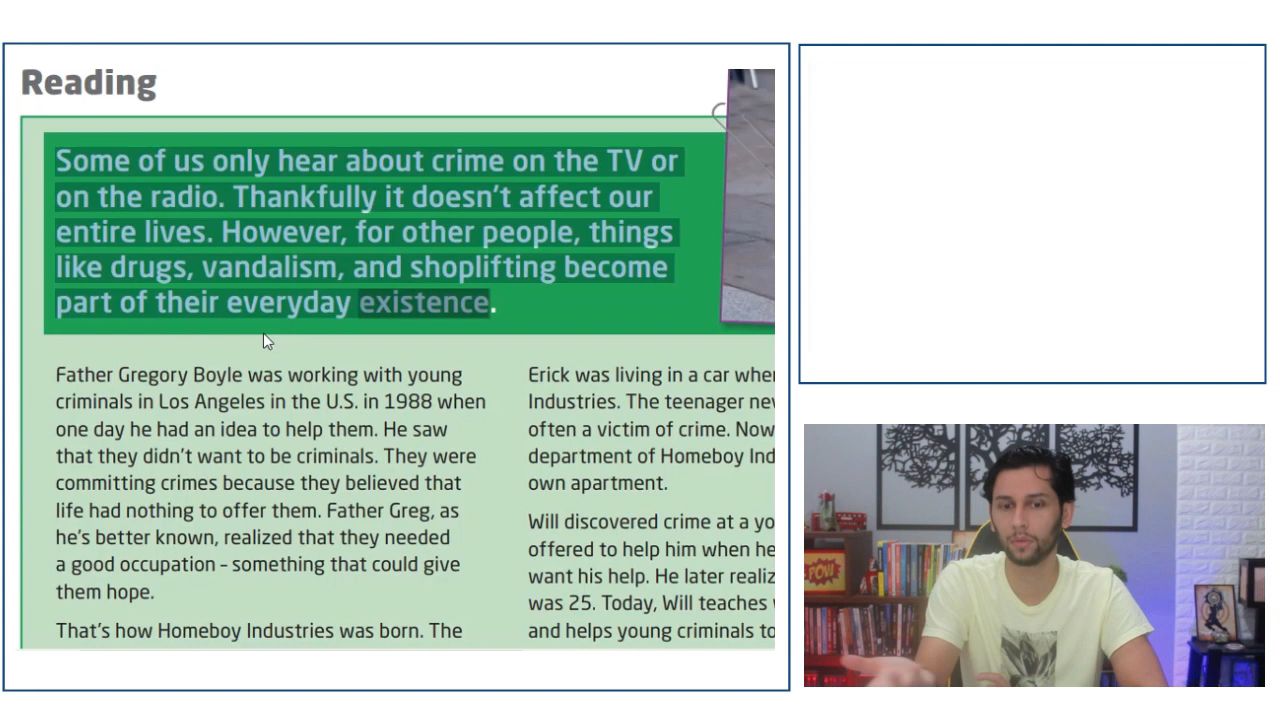 Reading
Some of us only hear about crime on the TV or
on the radio. Thankfully it doesn't affect our
entire lives. However, for other people, things
like drugs, vandalism, and shoplifting become
part of their everyday existence.
Father Gregory Boyle was working with young
criminals in Los Angeles in the U.S. in 1988 when
one day he had an idea to help them. He saw
that they didn't want to be criminals. They were
committing crimes because they believed that
life had nothing to offer them. Father Greg, as
he's better known, realized that they needed
a good occupation – something that could give
them hope.
That's how Homeboy Industries was born. The
Erick was living in a car
Industries. The teenager
often a victim of crime. Now
department of Homeboy
own apartment.
Will discovered crime at a
offered to help him when he
want his help. He later
was 25. Today, Will teaches
and helps young criminals to
POW